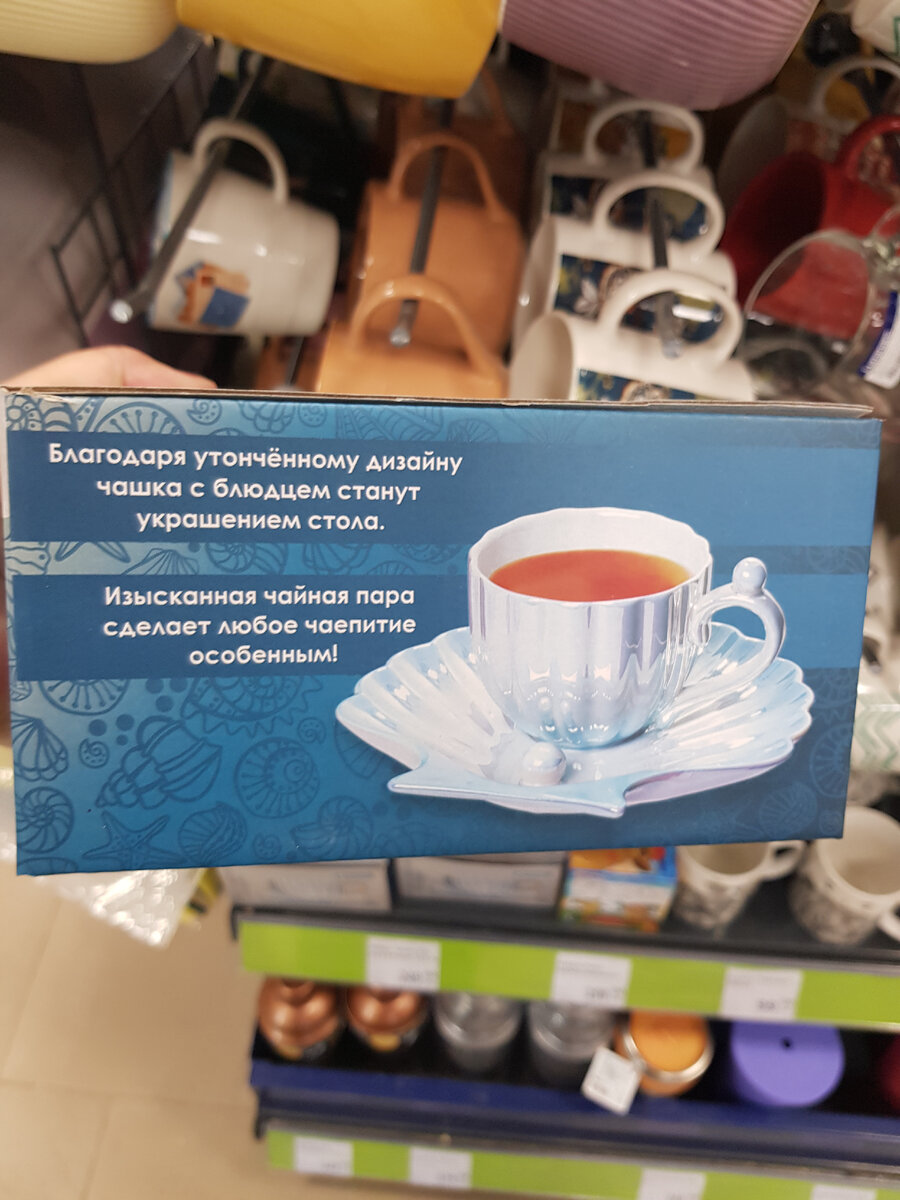 Благодаря утончённому дизайну
чашка с блюдцем станут
украшением стола.
Изысканная чайная пара
сделает любое чаепитие
особенным!